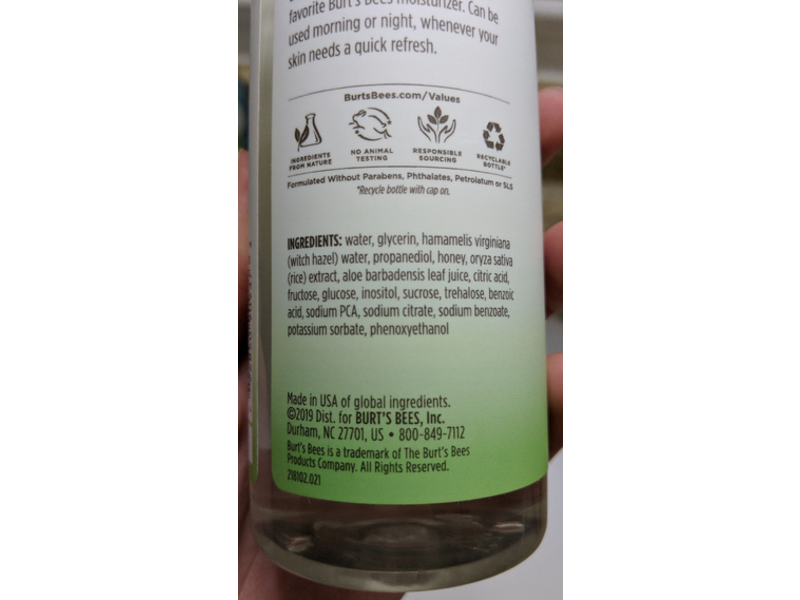 favorite Burt's Bees moisturizer. Can be
used morning or night, whenever your
skin needs a quick refresh.
BurtsBees.com/Values
INGREDIENTS
FROM NATURE
NO ANIMAL
TESTING
RESPONSIBLE
SOURCING
RECYCLABLE
BOTTLE*
Formulated Without Parabens, Phthalates, Petrolatum or SLS
*Recycle bottle with cap on.
INGREDIENTS: water, glycerin, hamamelis virginiana
(witch hazel) water, propanediol, honey, oryza sativa
(rice) extract, aloe barbadensis leaf juice, citric acid,
fructose, glucose, inositol, sucrose, trehalose, benzoic
acid, sodium PCA, sodium citrate, sodium benzoate,
potassium sorbate, phenoxyethanol
Made in USA of global ingredients.
©2019 Dist. for BURT'S BEES, Inc.
Durham, NC 27701, US • 800-849-7112
Burt's Bees is a trademark of The Burt's Bees
Products Company. All Rights Reserved.
218102.021